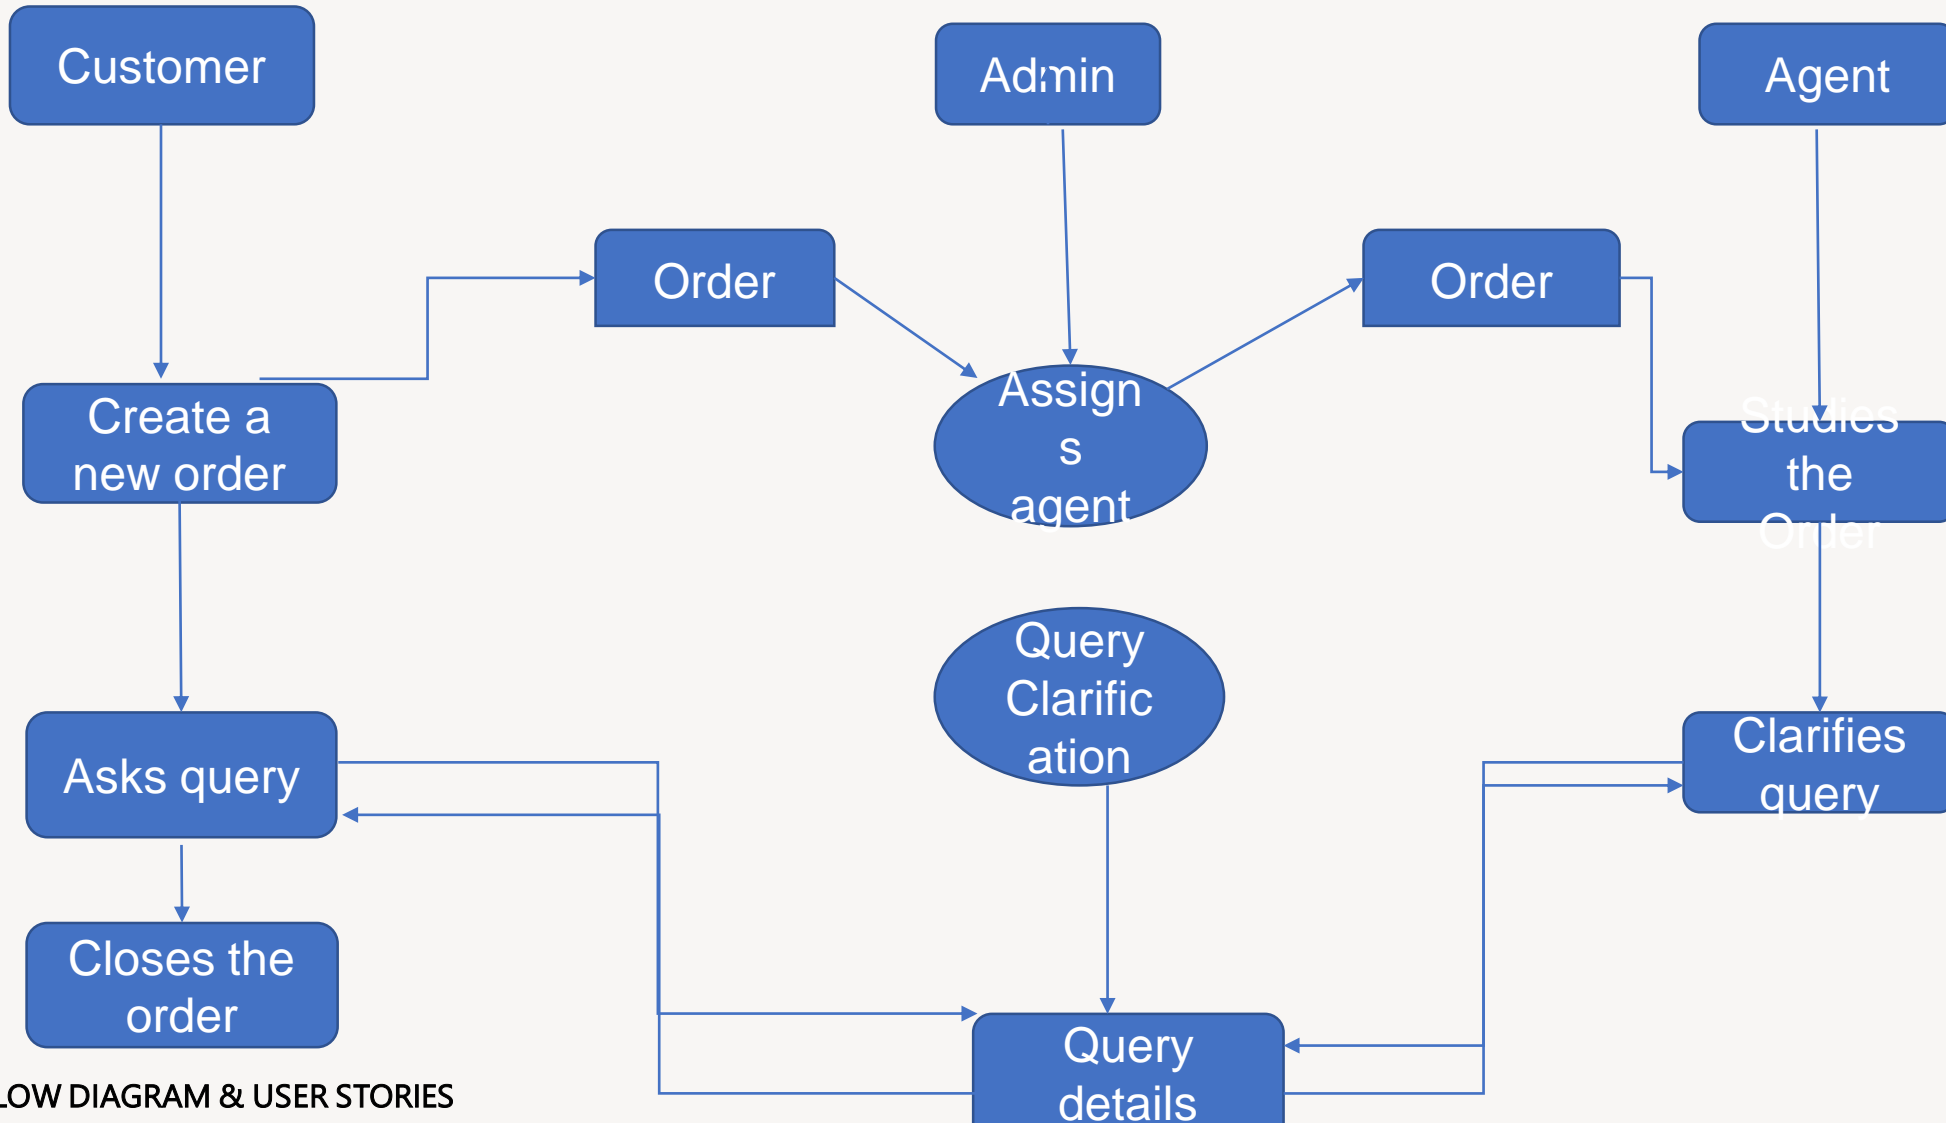 Customer
Admin
Agent
Order
Order
Create a
new order
Assign
s
agent
Studies
the
Order
Query
Clarific
ation
Asks query
Clarifies
query
Closes the
order
Query
details
LOW DIAGRAM & USER STORIES